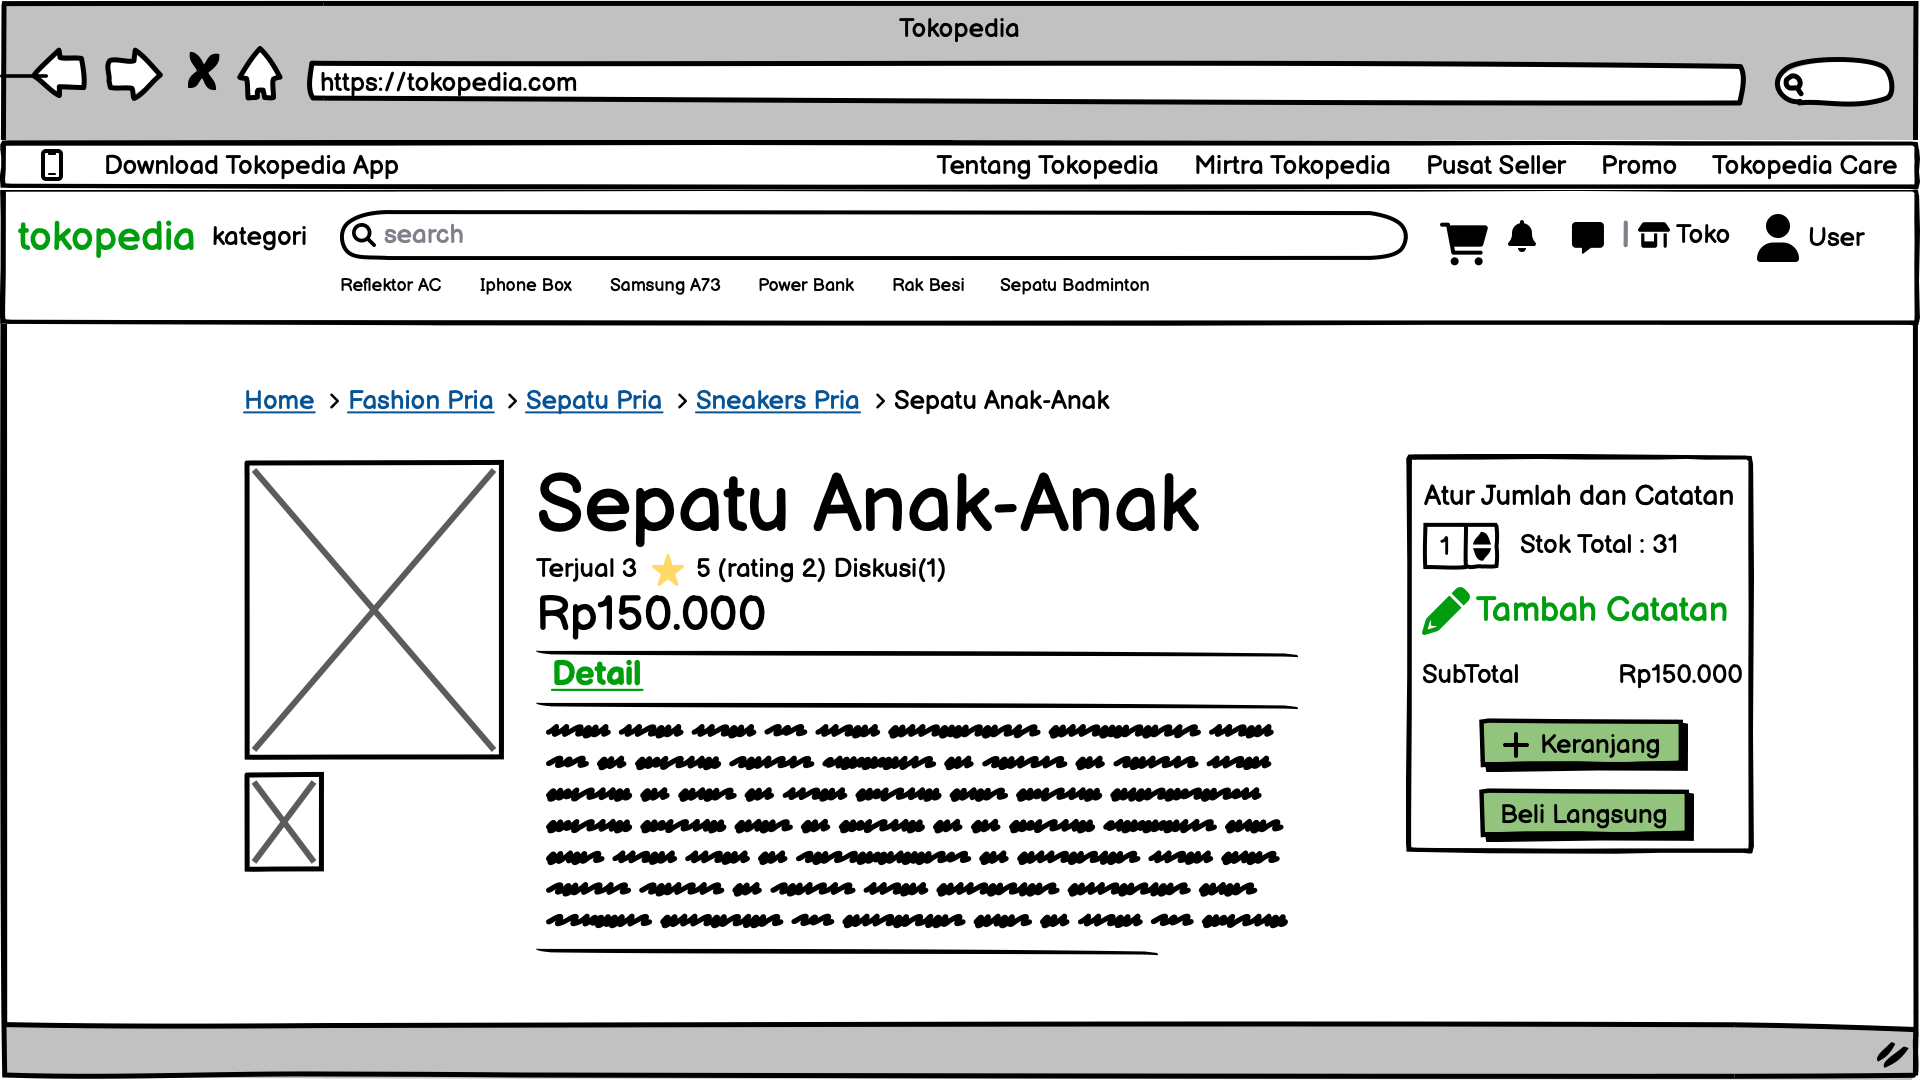 Tokopedia
https://tokopedia.com
Download Tokopedia App Tentang Tokopedia Mirtra Tokopedia Pusat Seller Promo Tokopedia Care
tokopedia kategori search | Toko User
Reflektor AC Iphone Box Samsung A73 Power Bank Rak Besi Sepatu Badminton
Home > Fashion Pria > Sepatu Pria > Sneakers Pria > Sepatu Anak-Anak
Sepatu Anak-Anak
Terjual 3 5 (rating 2) Diskusi(1)
Rp150.000
Detail
Atur Jumlah dan Catatan
1 Stok Total : 31
Tambah Catatan
SubTotal Rp150.000
+ Keranjang
Beli Langsung